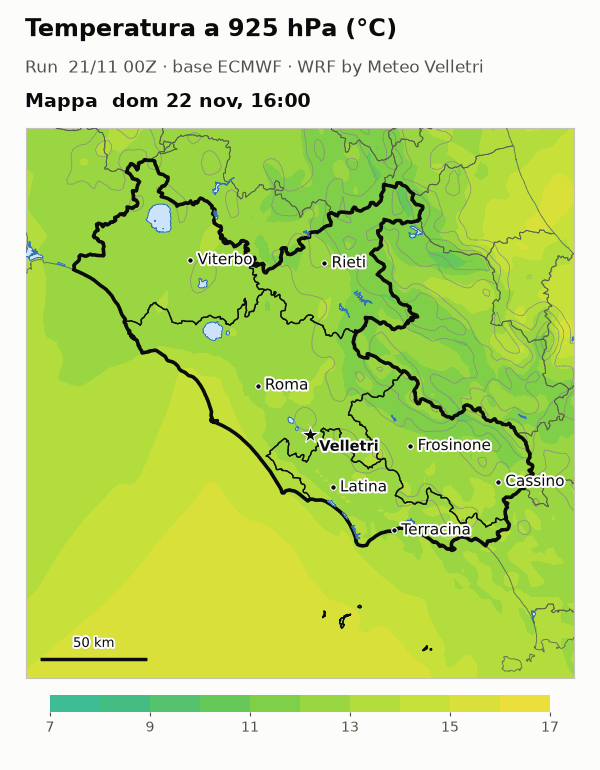 Temperatura a 925 hPa (°C)
Run  21/11 00Z · base ECMWF · WRF by Meteo Velletri
Mappa  dom 22 nov, 16:00
Viterbo
Rieti
Roma
Velletri
Frosinone
Latina
Cassino
Terracina
50 km
7 9 11 13 15 17